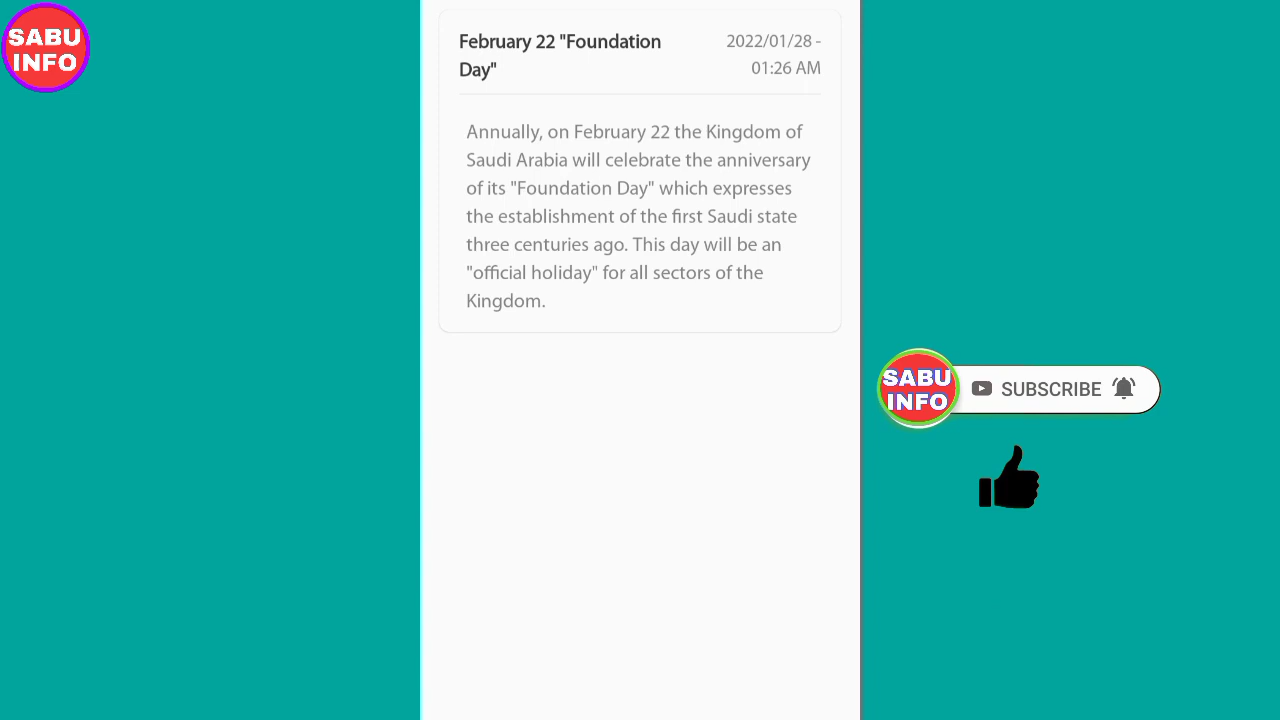 SABU
INFO
February 22 "Foundation
Day"
2022/01/28 -
01:26 AM
Annually, on February 22 the Kingdom of
Saudi Arabia will celebrate the anniversary
of its "Foundation Day" which expresses
the establishment of the first Saudi state
three centuries ago. This day will be an
"official holiday" for all sectors of the
Kingdom.
SABU
INFO
SUBSCRIBE